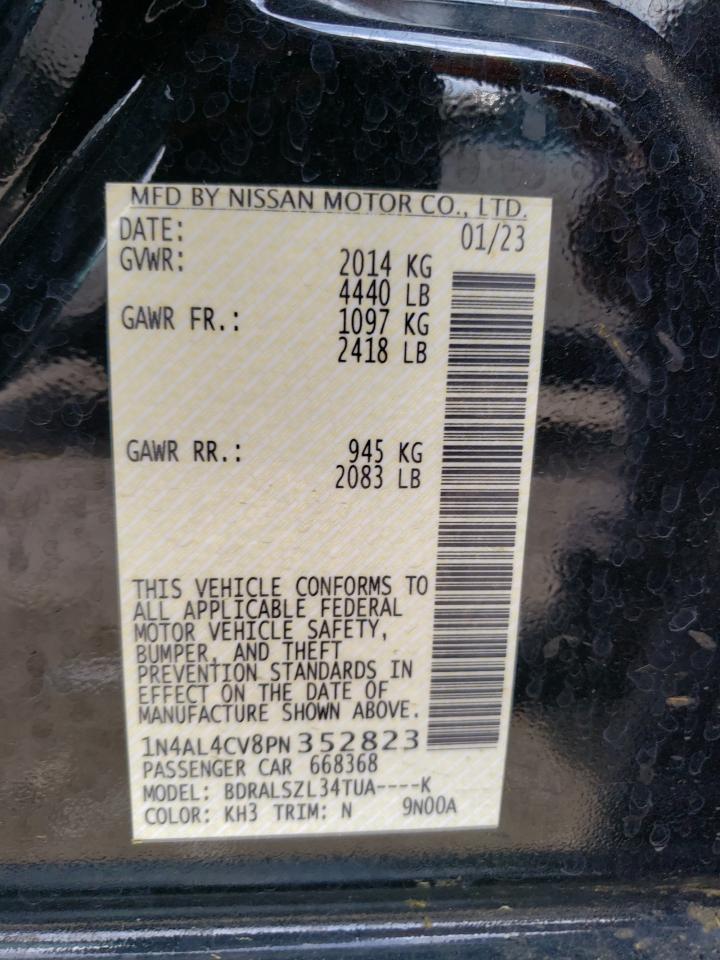 MFD BY NISSAN MOTOR CO., LTD.
DATE: 01/23
GVWR: 2014 KG
4440 LB
GAWR FR.: 1097 KG
2418 LB
GAWR RR.: 945 KG
2083 LB
THIS VEHICLE CONFORMS TO
ALL APPLICABLE FEDERAL
MOTOR VEHICLE SAFETY,
BUMPER, AND THEFT
PREVENTION STANDARDS IN
EFFECT ON THE DATE OF
MANUFACTURE SHOWN ABOVE.
1N4AL4CV8PN352823
PASSENGER CAR 668368
MODEL: BDRALSZL34TUA----K
COLOR: KH3 TRIM: N 9N00A